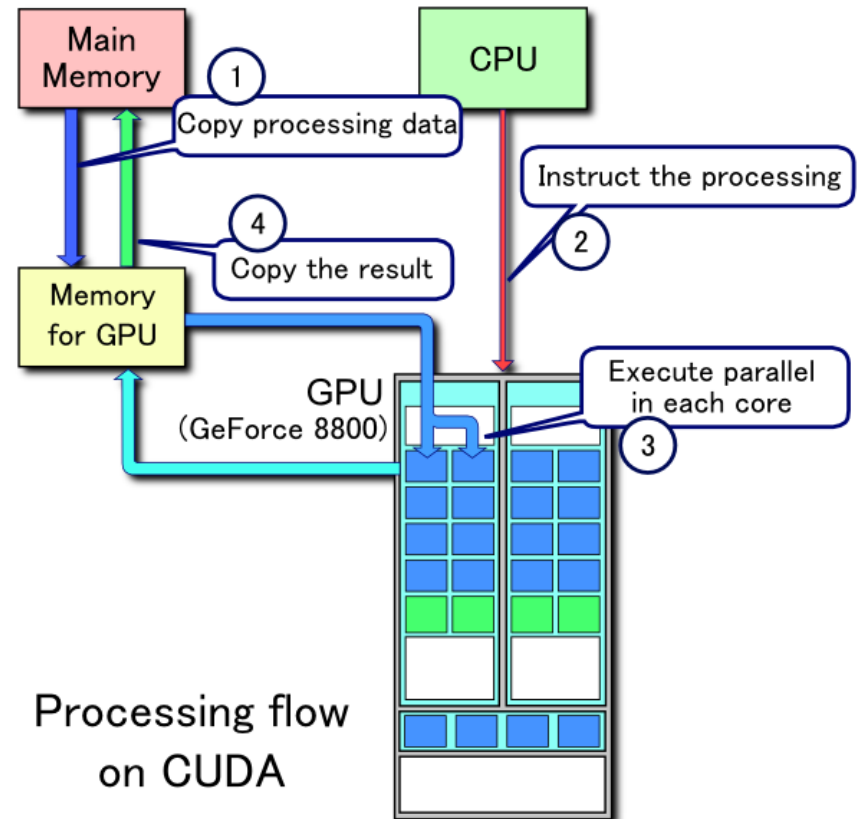 Main
Memory
CPU
1
Copy processing data
Instruct the processing
2
4
Copy the result
Memory
for GPU
GPU
(GeForce 8800)
Execute parallel
in each core
3
Processing flow
on CUDA